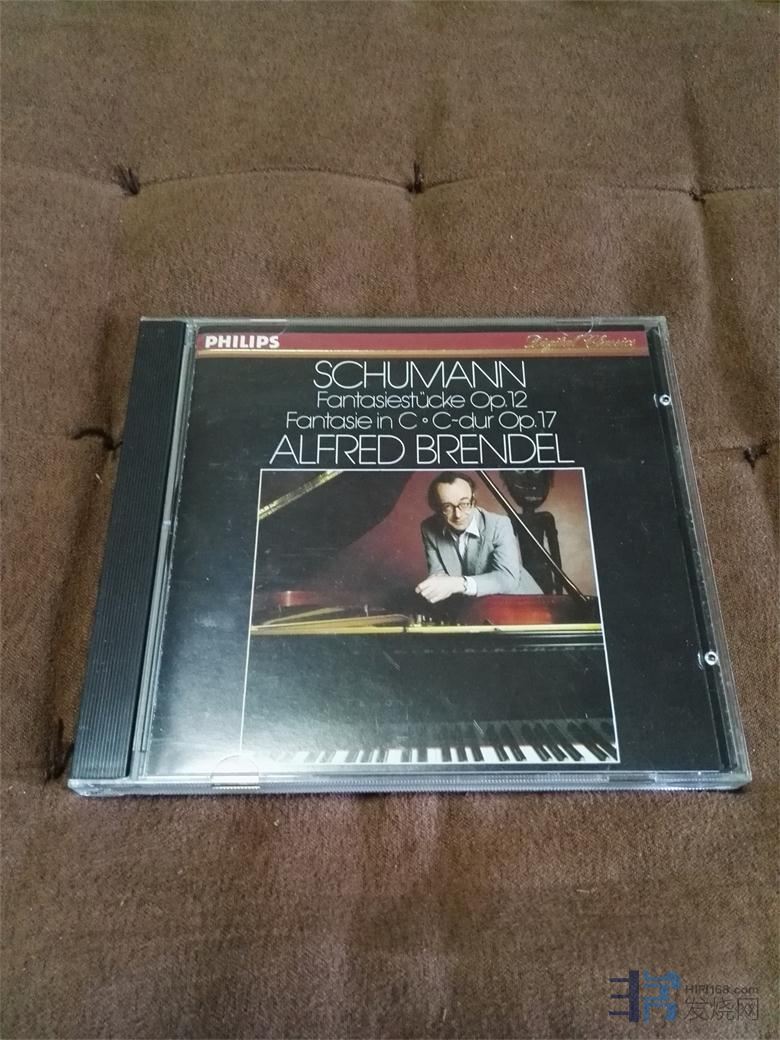 PHILIPS
Digital Classics
SCHUMANN
Fantasiestücke Op.12
Fantasie in C • C-dur Op.17
ALFRED BRENDEL
HIFI168.com
发烧网